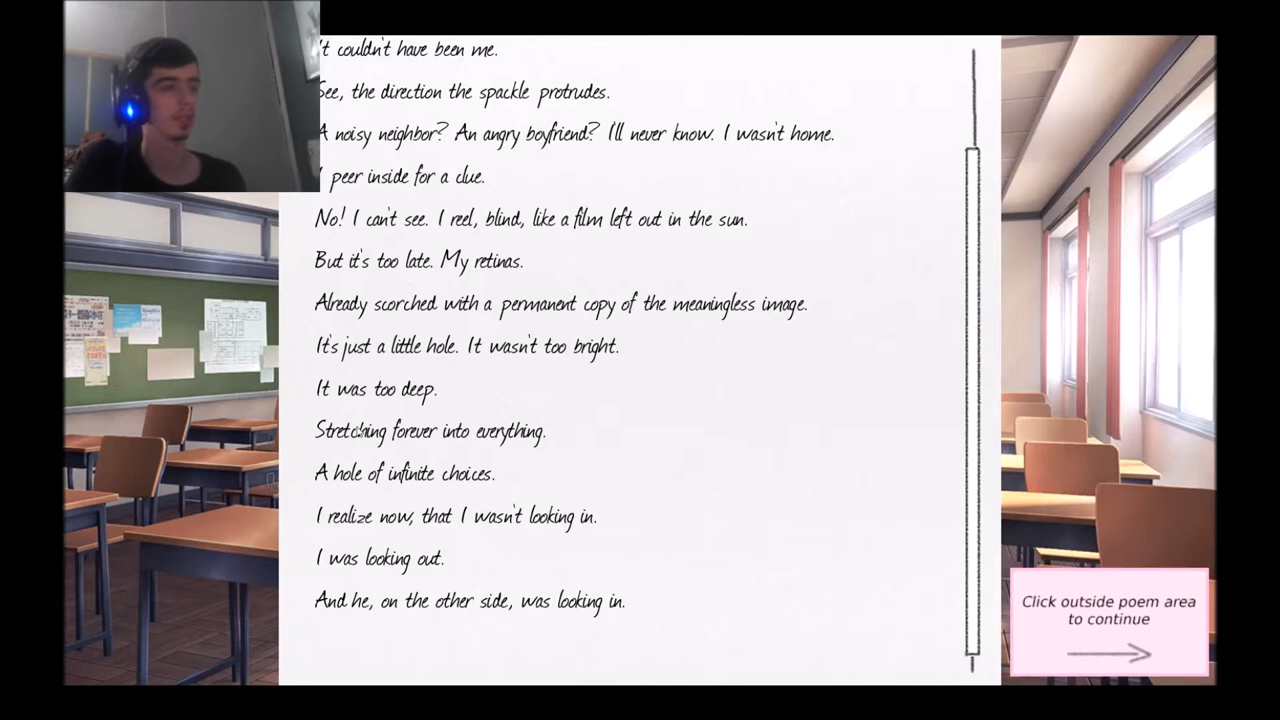 It couldn't have been me.
See, the direction the spackle protrudes.
A noisy neighbor? An angry boyfriend? I'll never know. I wasn't home.
I peer inside for a clue.
No! I can't see. I reel, blind, like a film left out in the sun.
But it's too late. My retinas.
Already scorched with a permanent copy of the meaningless image.
It's just a little hole. It wasn't too bright.
It was too deep.
Stretching forever into everything.
A hole of infinite choices.
I realize now, that I wasn't looking in.
I was looking out.
And he, on the other side, was looking in.
Click outside poem area
to continue